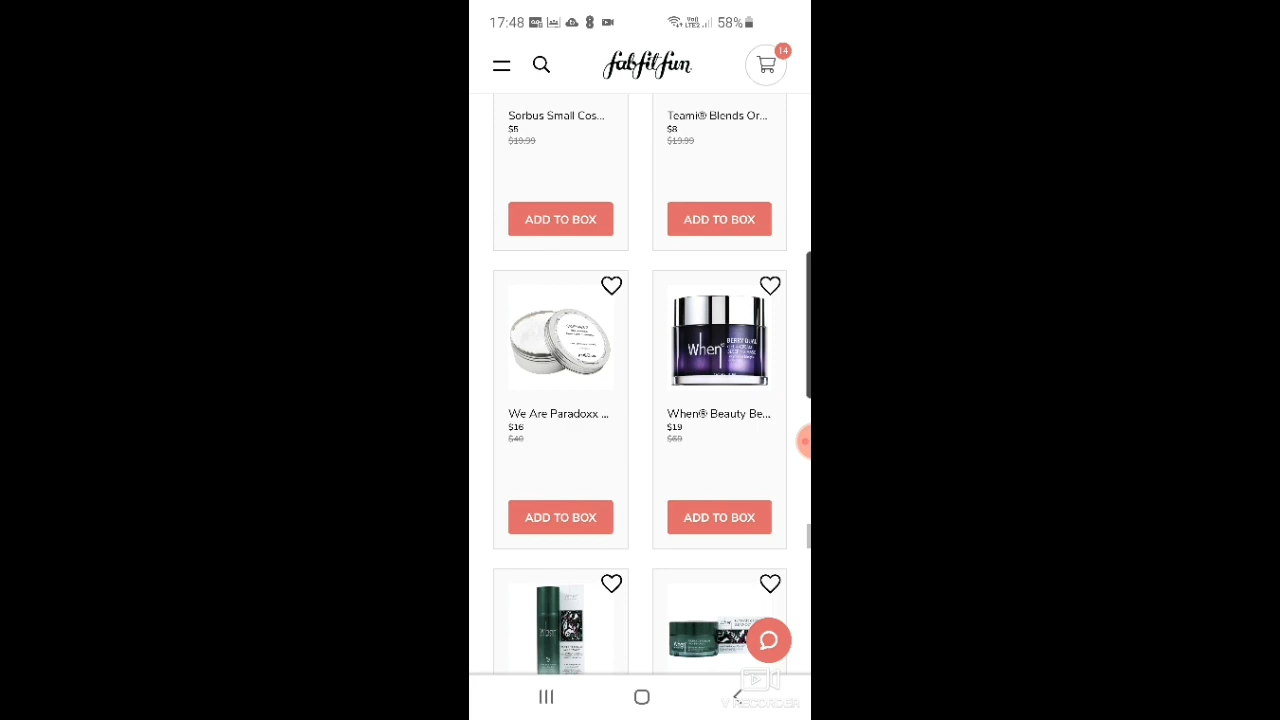 17:48 58%
fabfitfun 14
Sorbus Small Cos... Teami® Blends Or...
$5 $8
$19.99 $19.99
ADD TO BOX ADD TO BOX
When
We Are Paradoxx ... When® Beauty Be...
$16 $19
$40 $69
ADD TO BOX ADD TO BOX
When